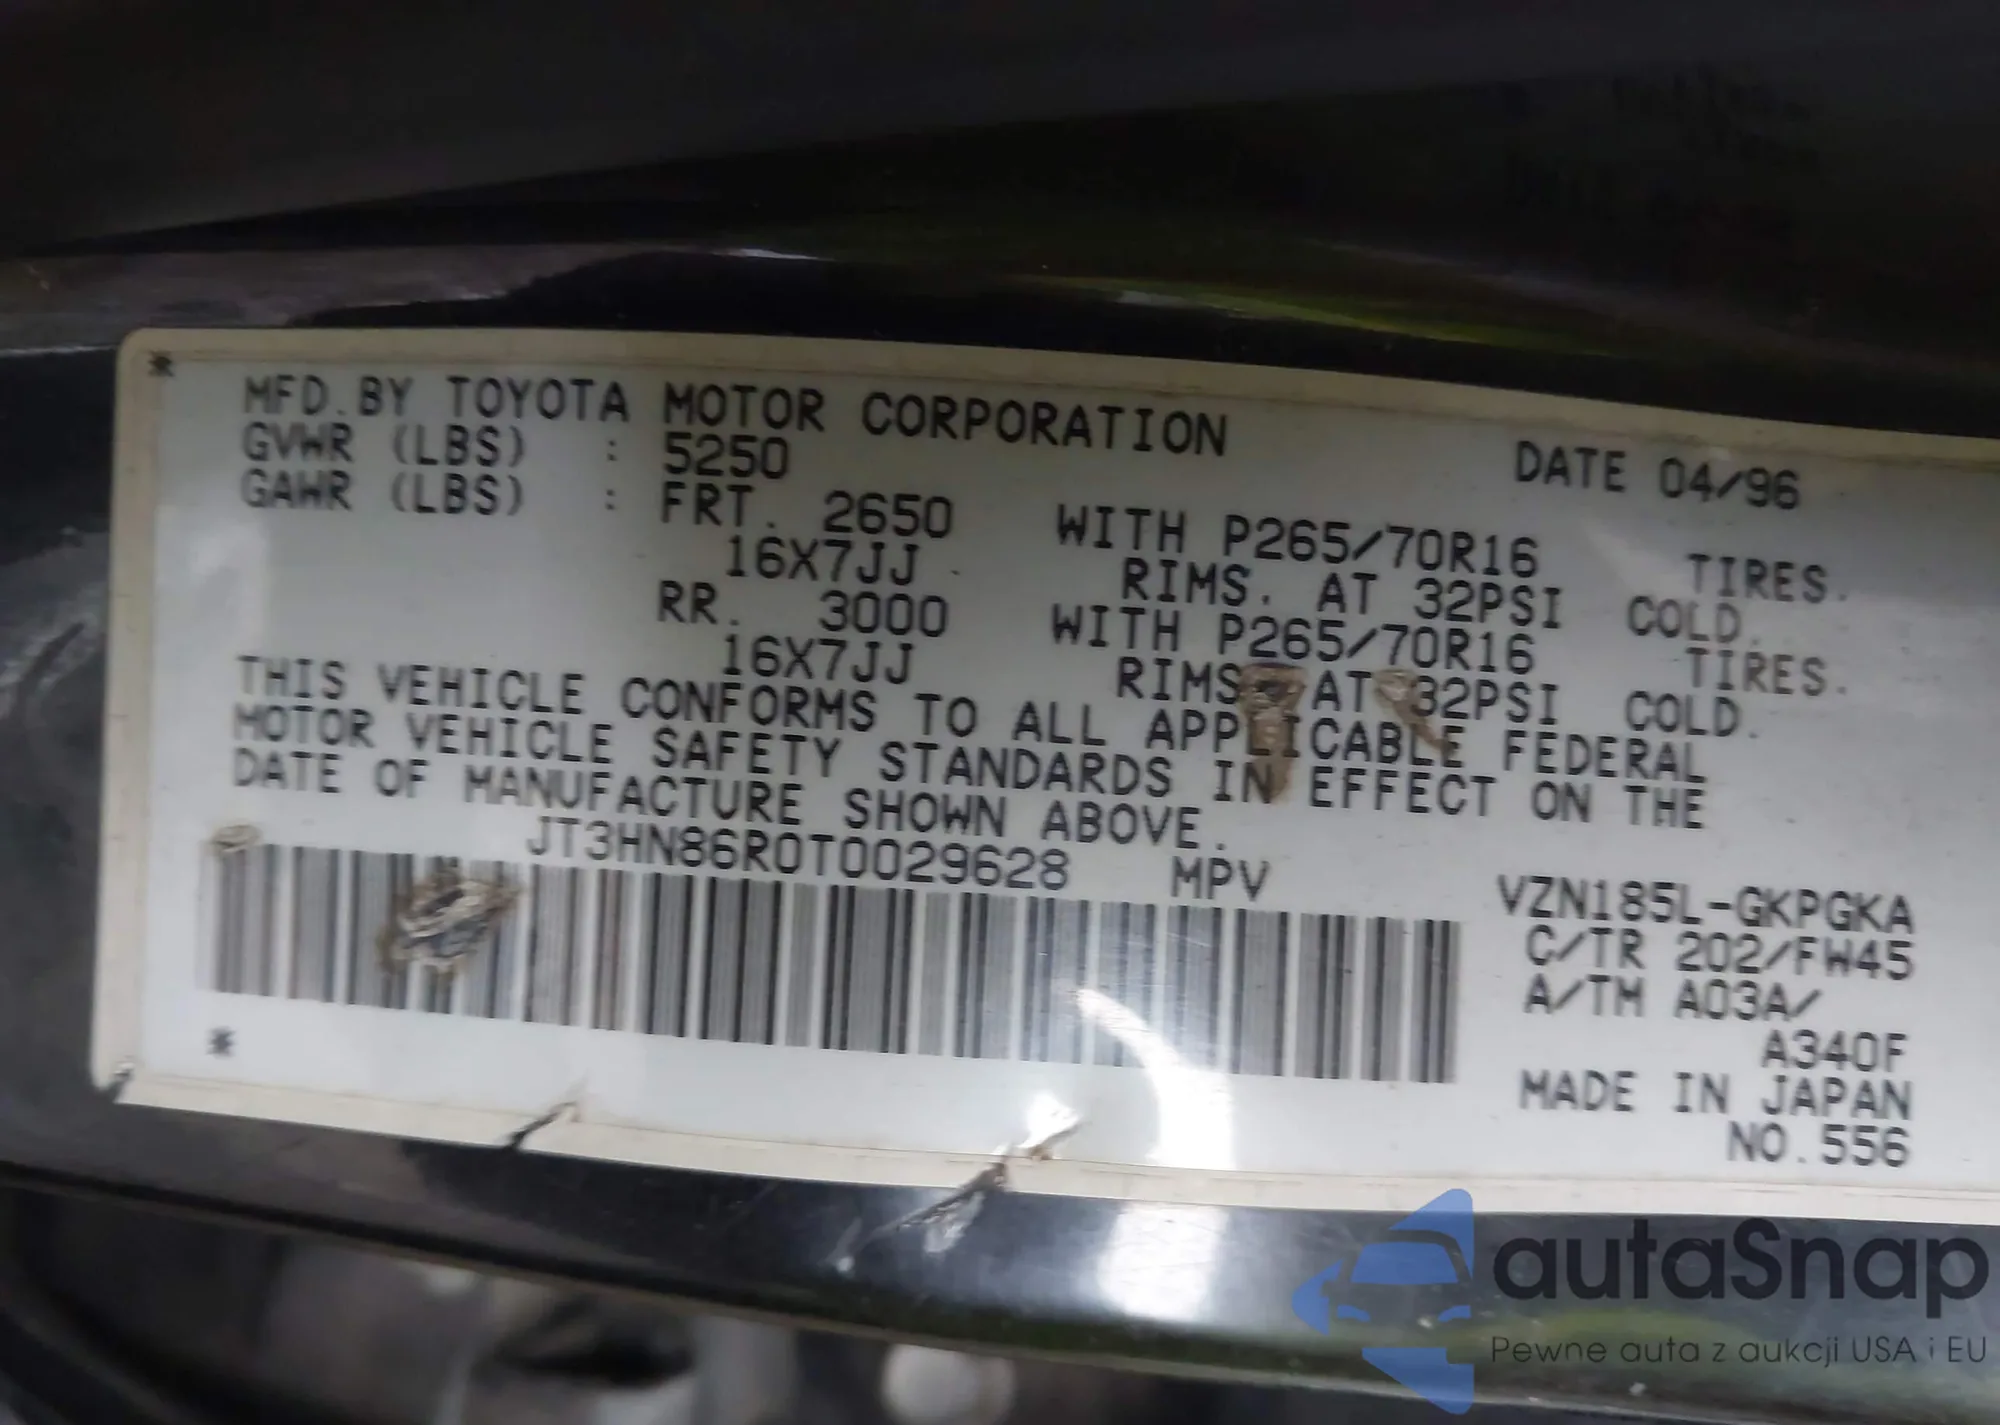 MFD.BY TOYOTA MOTOR CORPORATION
GVWR (LBS) : 5250 DATE 04/96
GAWR (LBS) : FRT. 2650 WITH P265/70R16 TIRES.
16X7JJ RIMS. AT 32PSI COLD.
RR. 3000 WITH P265/70R16 TIRES.
16X7JJ RIMS AT 32PSI COLD.
THIS VEHICLE CONFORMS TO ALL APPLICABLE FEDERAL
MOTOR VEHICLE SAFETY STANDARDS IN EFFECT ON THE
DATE OF MANUFACTURE SHOWN ABOVE.
JT3HN86R0T0029628 MPV
VZN185L-GKPGKA
C/TR 202/FW45
A/TM A03A/
A340F
MADE IN JAPAN
NO.556
autaSnap
Pewne auta z aukcji USA i EU